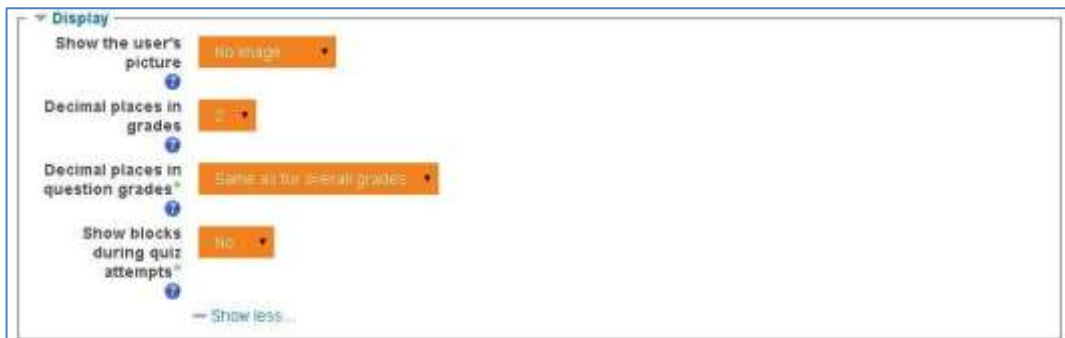 Display
Show the user's
picture
No image
Decimal places in
grades
2
Decimal places in
question grades*
Same as for overall grades
Show blocks
during quiz
attempts*
No
Show less...